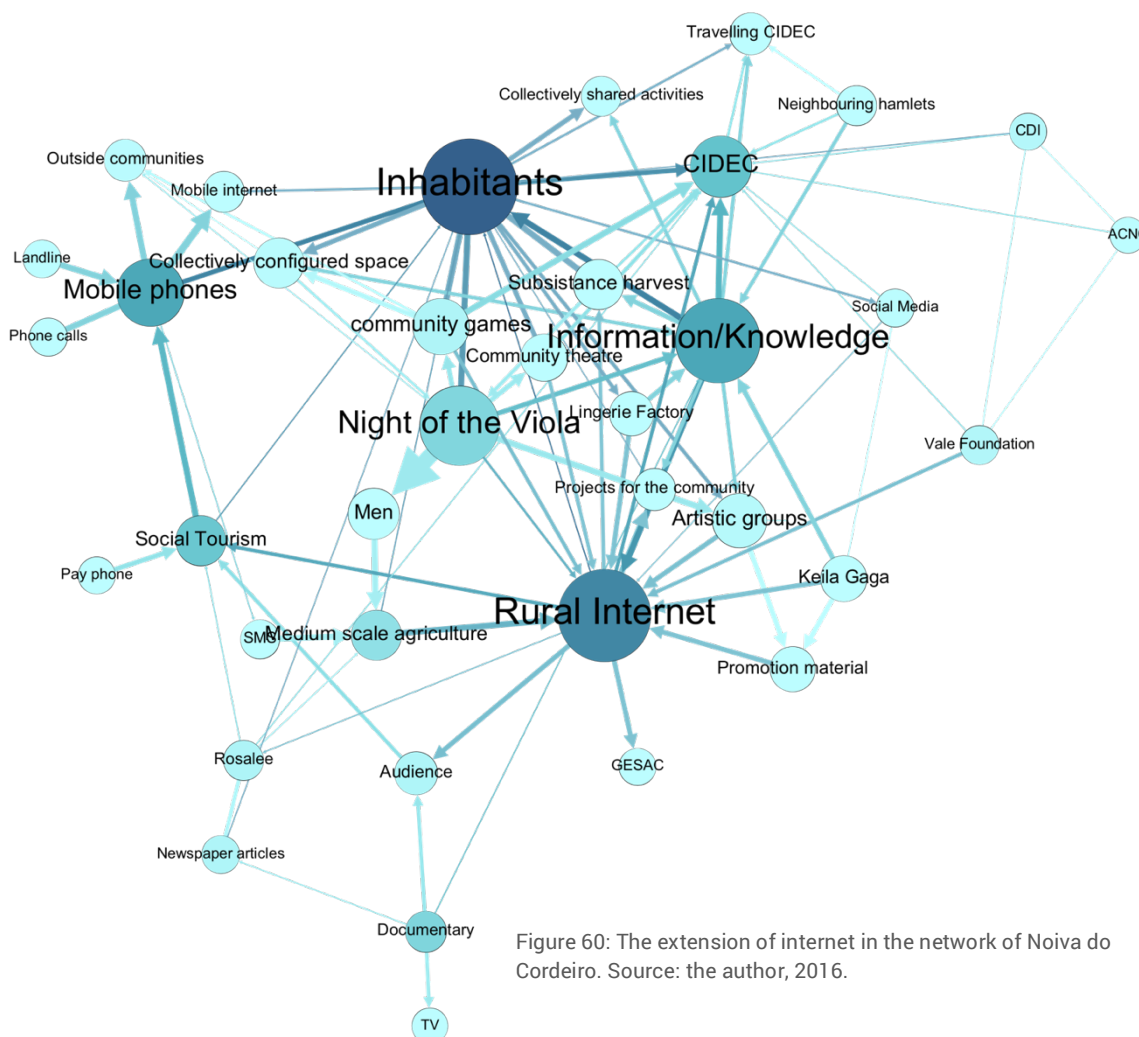 Travelling CIDEC
Collectively shared activities
Neighbouring hamlets
CDI
Outside communities
CIDEC
Inhabitants
Mobile internet
ACNC
Landline
Collectively configured space
Subsistance harvest
Mobile phones
Social Media
community games
Phone calls
Information/Knowledge
Community theatre
Night of the Viola
Lingerie Factory
Vale Foundation
Projects for the community
Men
Artistic groups
Social Tourism
Pay phone
Keila Gaga
Rural Internet
SMS
Medium scale agriculture
Promotion material
Rosalee
Audience
GESAC
Newspaper articles
Documentary
Figure 60: The extension of internet in the network of Noiva do
Cordeiro. Source: the author, 2016.
TV